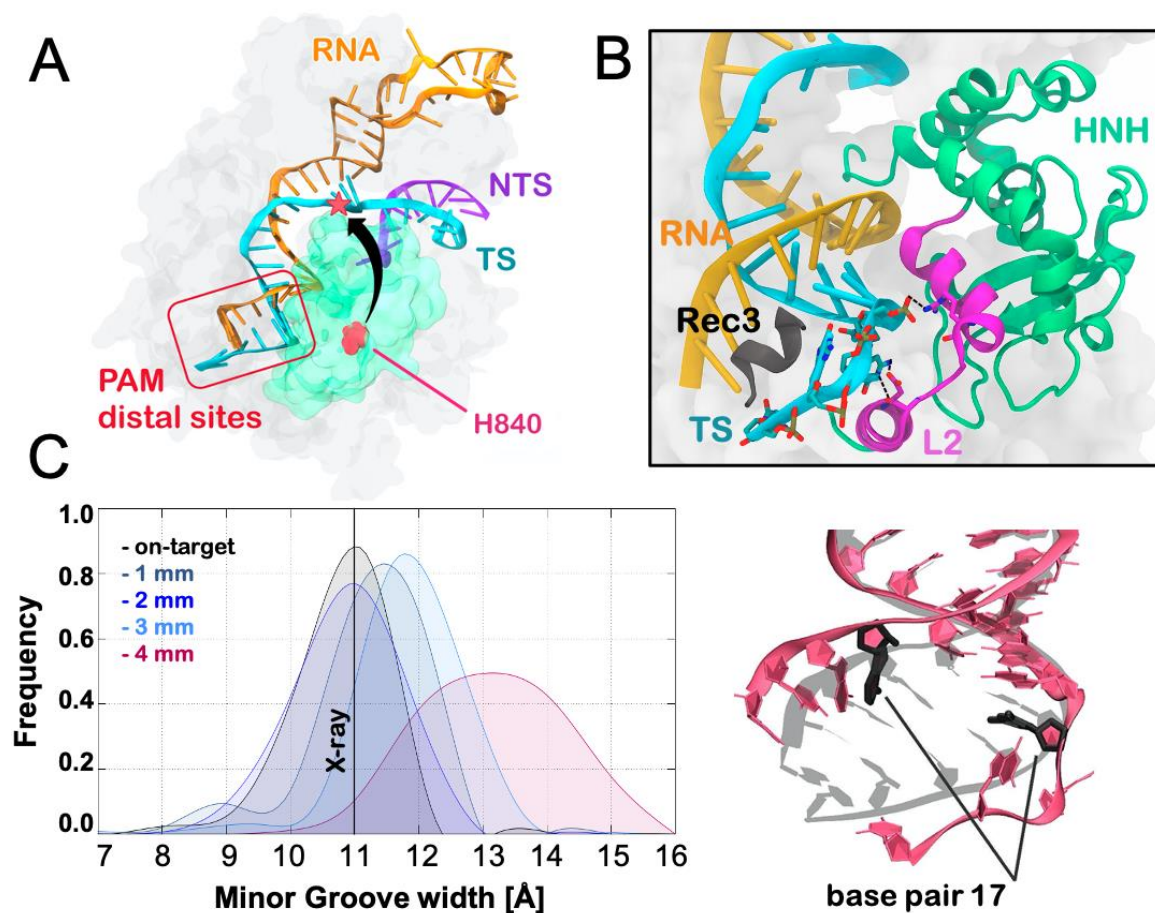 A
RNA
NTS
TS
PAM
distal sites
H840
B
HNH
RNA
Rec3
TS
L2
C
1.0
0.8
0.6
0.4
0.2
0.0
Frequency
- on-target
- 1 mm
- 2 mm
- 3 mm
- 4 mm
X-ray
7 8 9 10 11 12 13 14 15 16
Minor Groove width [Å]
base pair 17